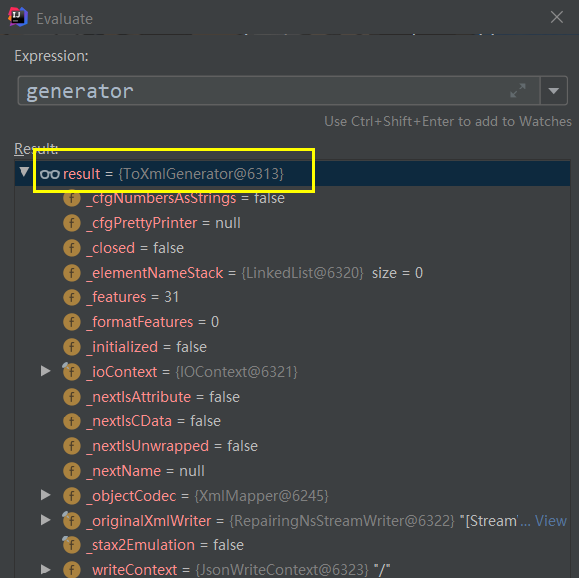 Evaluate
Expression:
generator
Use Ctrl+Shift+Enter to add to Watches
Result:
result = {ToXmlGenerator@6313}
_cfgNumbersAsStrings = false
_cfgPrettyPrinter = null
_closed = false
_elementNameStack = {LinkedList@6320} size = 0
_features = 31
_formatFeatures = 0
_initialized = false
_ioContext = {IOContext@6321}
_nextIsAttribute = false
_nextIsCData = false
_nextIsUnwrapped = false
_nextName = null
_objectCodec = {XmlMapper@6245}
_originalXmlWriter = {RepairingNsStreamWriter@6322} "[Stream'... View
_stax2Emulation = false
_writeContext = {JsonWriteContext@6323} "/"